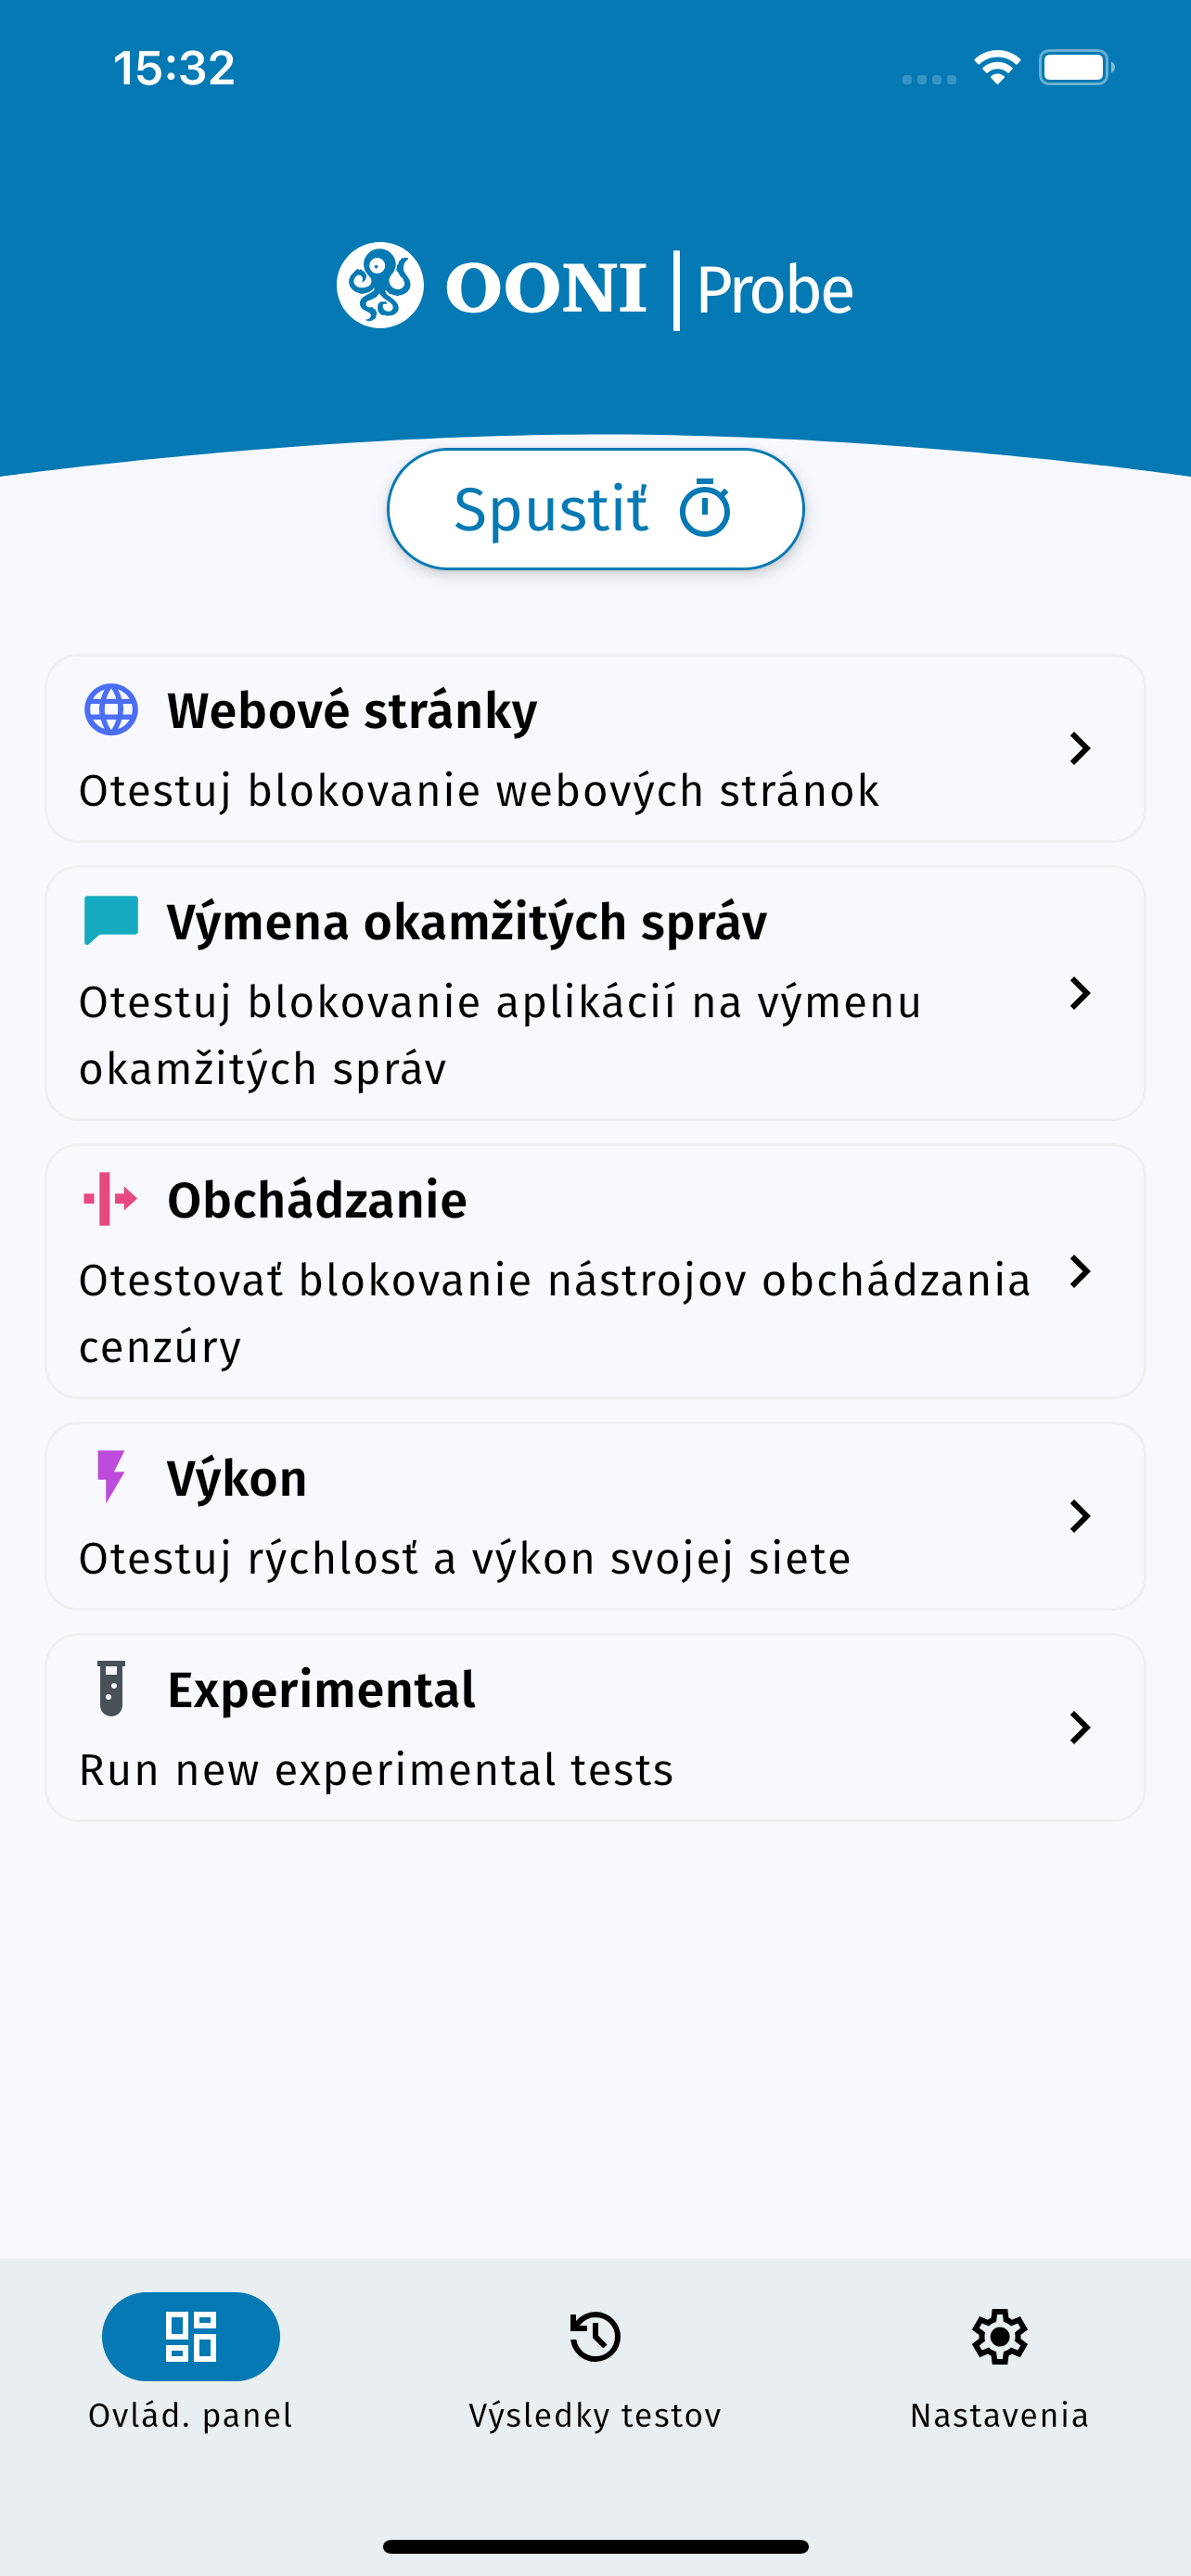 15:32
OONI Probe
Spustiť
Webové stránky
Otestuj blokovanie webových stránok
Výmena okamžitých správ
Otestuj blokovanie aplikácií na výmenu
okamžitých správ
Obchádzanie
Otestovať blokovanie nástrojov obchádzania
cenzúry
Výkon
Otestuj rýchlosť a výkon svojej siete
Experimental
Run new experimental tests
Ovlád. panel
Výsledky testov
Nastavenia